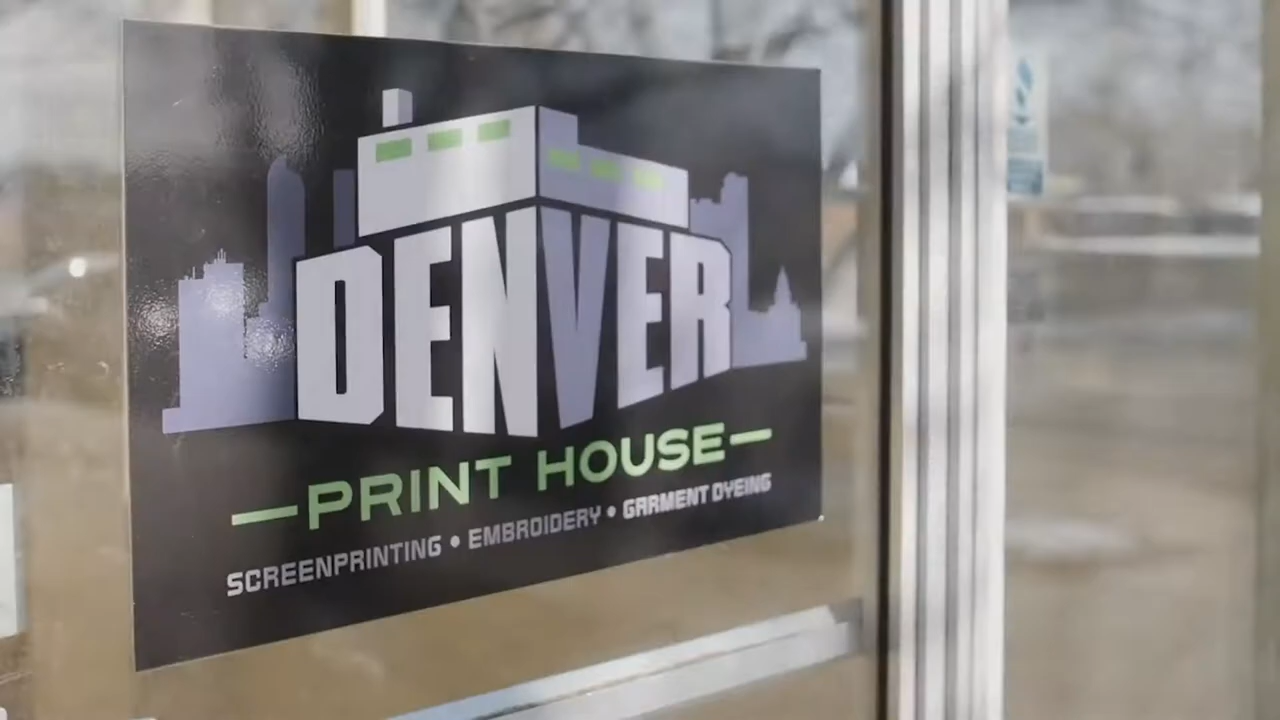 DENVER
PRINT HOUSE
SCREENPRINTING • EMBROIDERY • GARMENT DYEING